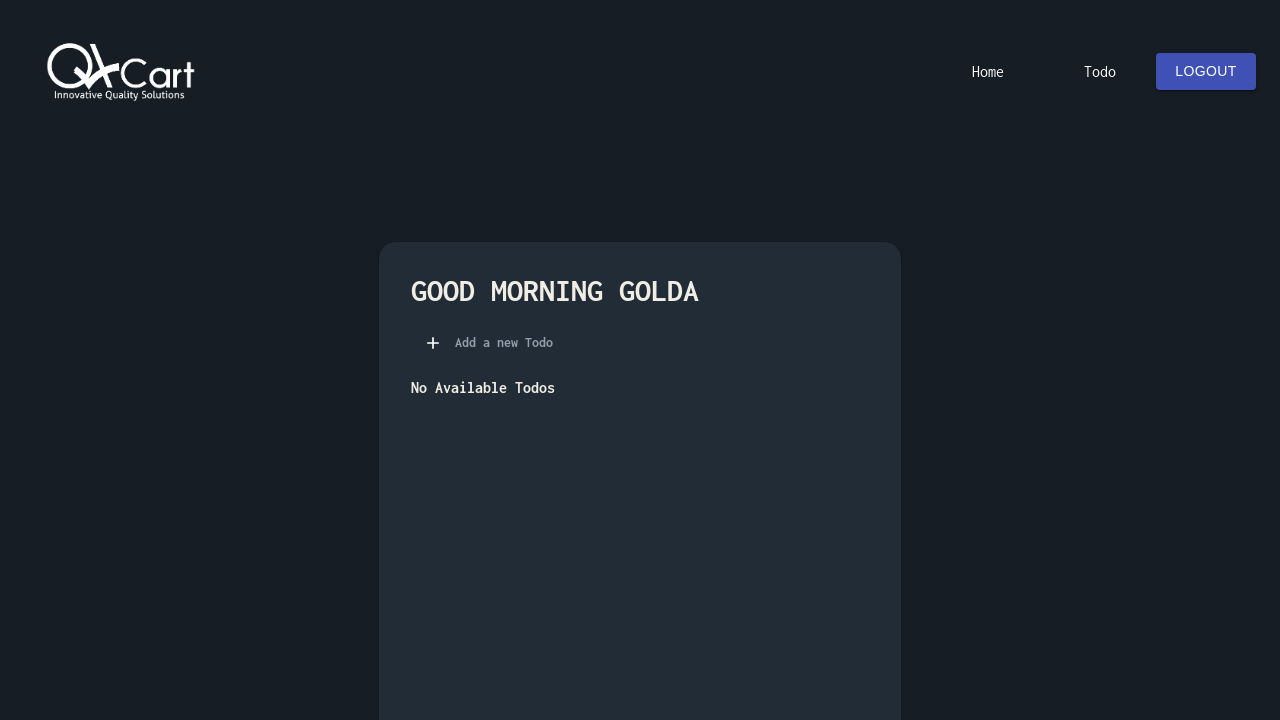 QACart
Innovative Quality Solutions
Home
Todo
LOGOUT
GOOD MORNING GOLDA
Add a new Todo
No Available Todos